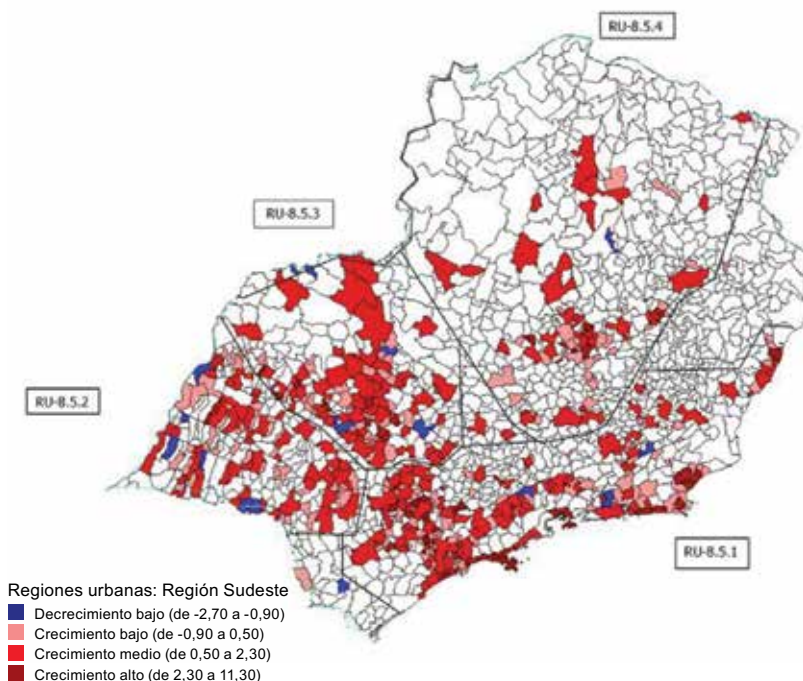 RU-8.5.4
RU-8.5.3
RU-8.5.2
RU-8.5.1
Regiones urbanas: Región Sudeste
Decrecimiento bajo (de -2,70 a -0,90)
Crecimiento bajo (de -0,90 a 0,50)
Crecimiento medio (de 0,50 a 2,30)
Crecimiento alto (de 2,30 a 11,30)